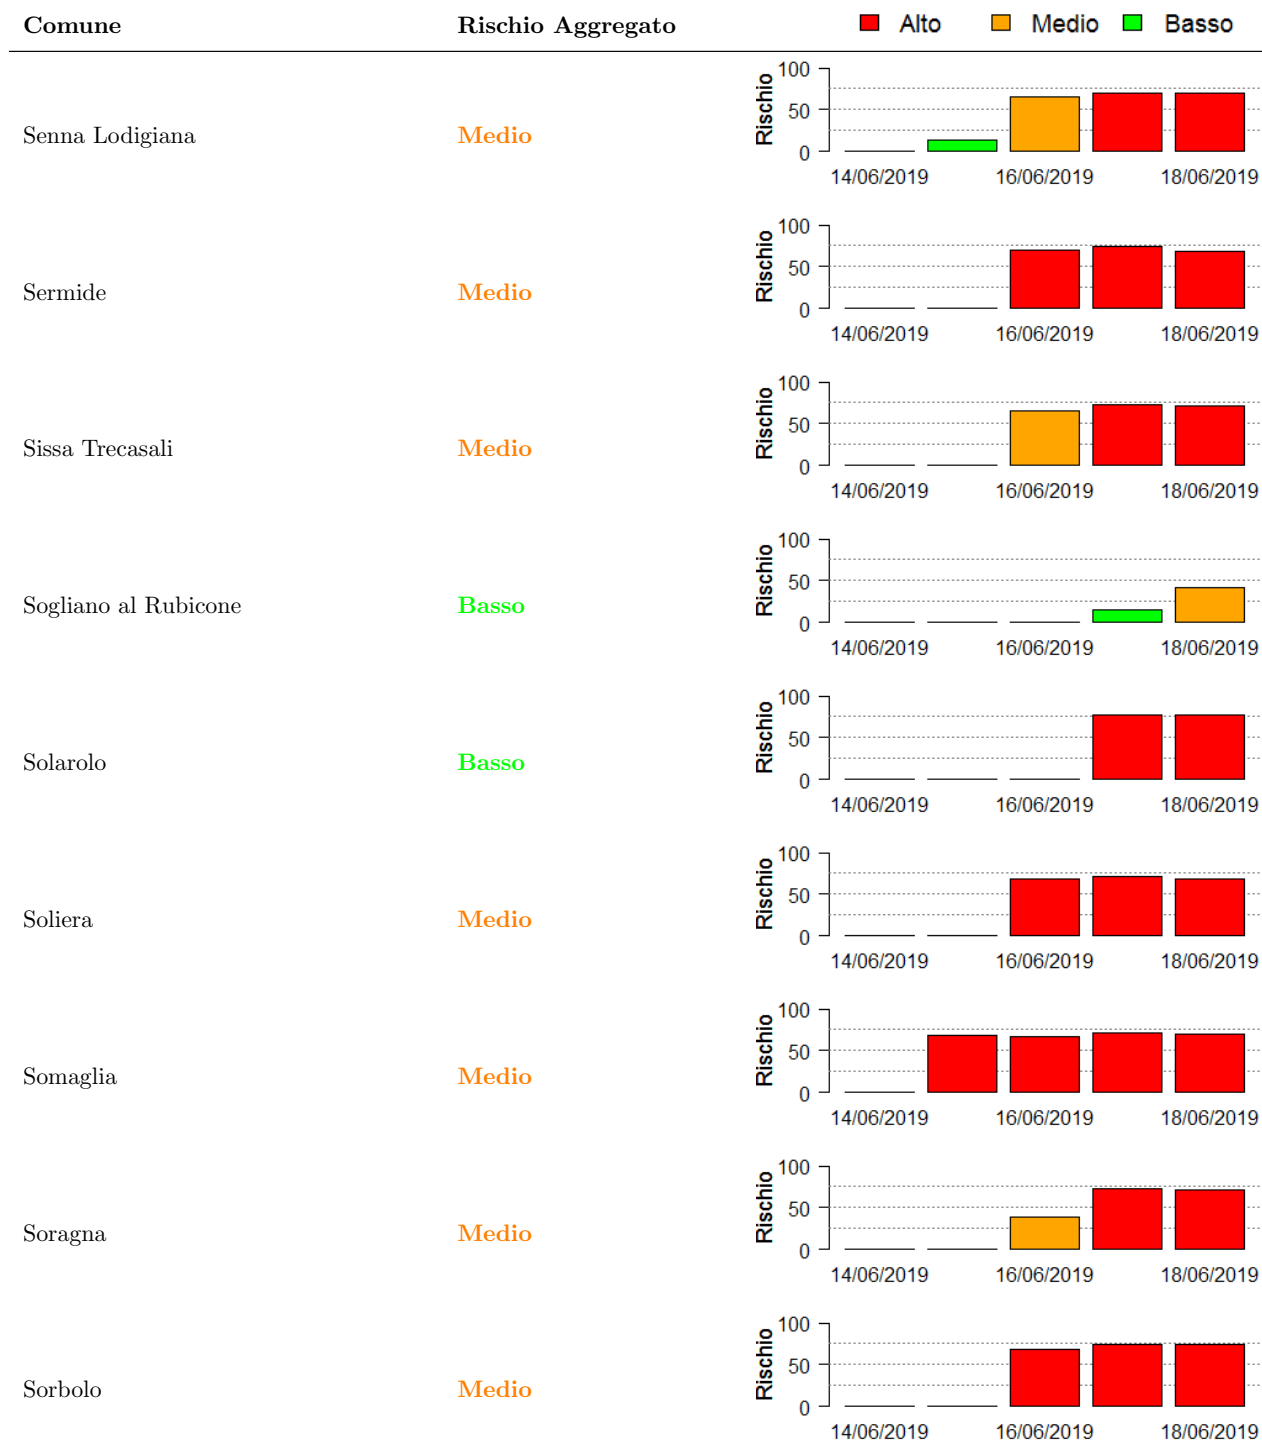 Comune Rischio Aggregato Alto Medio Basso
Senna Lodigiana Medio
Rischio
100
50
0
14/06/2019 16/06/2019 18/06/2019
Sermide Medio
Rischio
100
50
0
14/06/2019 16/06/2019 18/06/2019
Sissa Trecasali Medio
Rischio
100
50
0
14/06/2019 16/06/2019 18/06/2019
Sogliano al Rubicone Basso
Rischio
100
50
0
14/06/2019 16/06/2019 18/06/2019
Solarolo Basso
Rischio
100
50
0
14/06/2019 16/06/2019 18/06/2019
Soliera Medio
Rischio
100
50
0
14/06/2019 16/06/2019 18/06/2019
Somaglia Medio
Rischio
100
50
0
14/06/2019 16/06/2019 18/06/2019
Soragna Medio
Rischio
100
50
0
14/06/2019 16/06/2019 18/06/2019
Sorbolo Medio
Rischio
100
50
0
14/06/2019 16/06/2019 18/06/2019